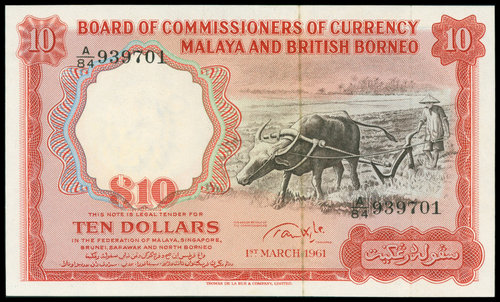 10 BOARD OF COMMISSIONERS OF CURRENCY 10
MALAYA AND BRITISH BORNEO
A/84 939701
$10
THIS NOTE IS LEGAL TENDER FOR
TEN DOLLARS
IN THE FEDERATION OF MALAYA, SINGAPORE,
BRUNEI, SARAWAK AND NORTH BORNEO
A/84 939701
1ST MARCH 1961
THOMAS DE LA RUE & COMPANY, LIMITED.